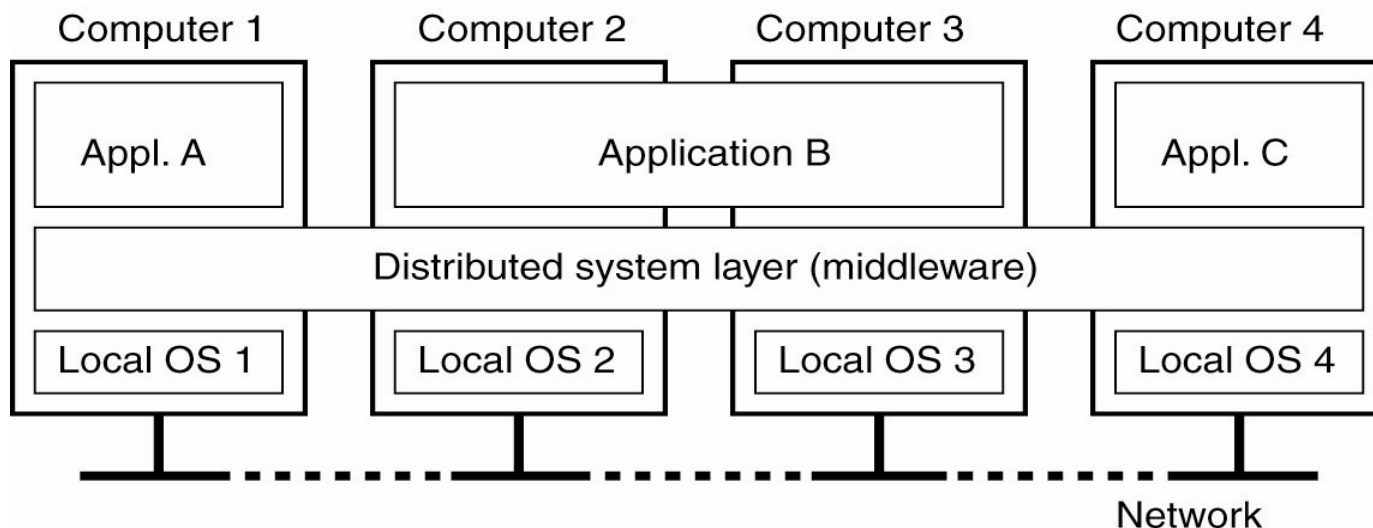 Computer 1
Computer 2
Computer 3
Computer 4
Appl. A
Application B
Appl. C
Distributed system layer (middleware)
Local OS 1
Local OS 2
Local OS 3
Local OS 4
Network